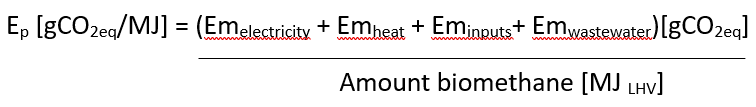 Eₚ [gCO₂eq/MJ] = (Emelectricity + Emheat + Eminputs+ Emwastewater)[gCO₂eq]
Amount biomethane [MJ LHV]